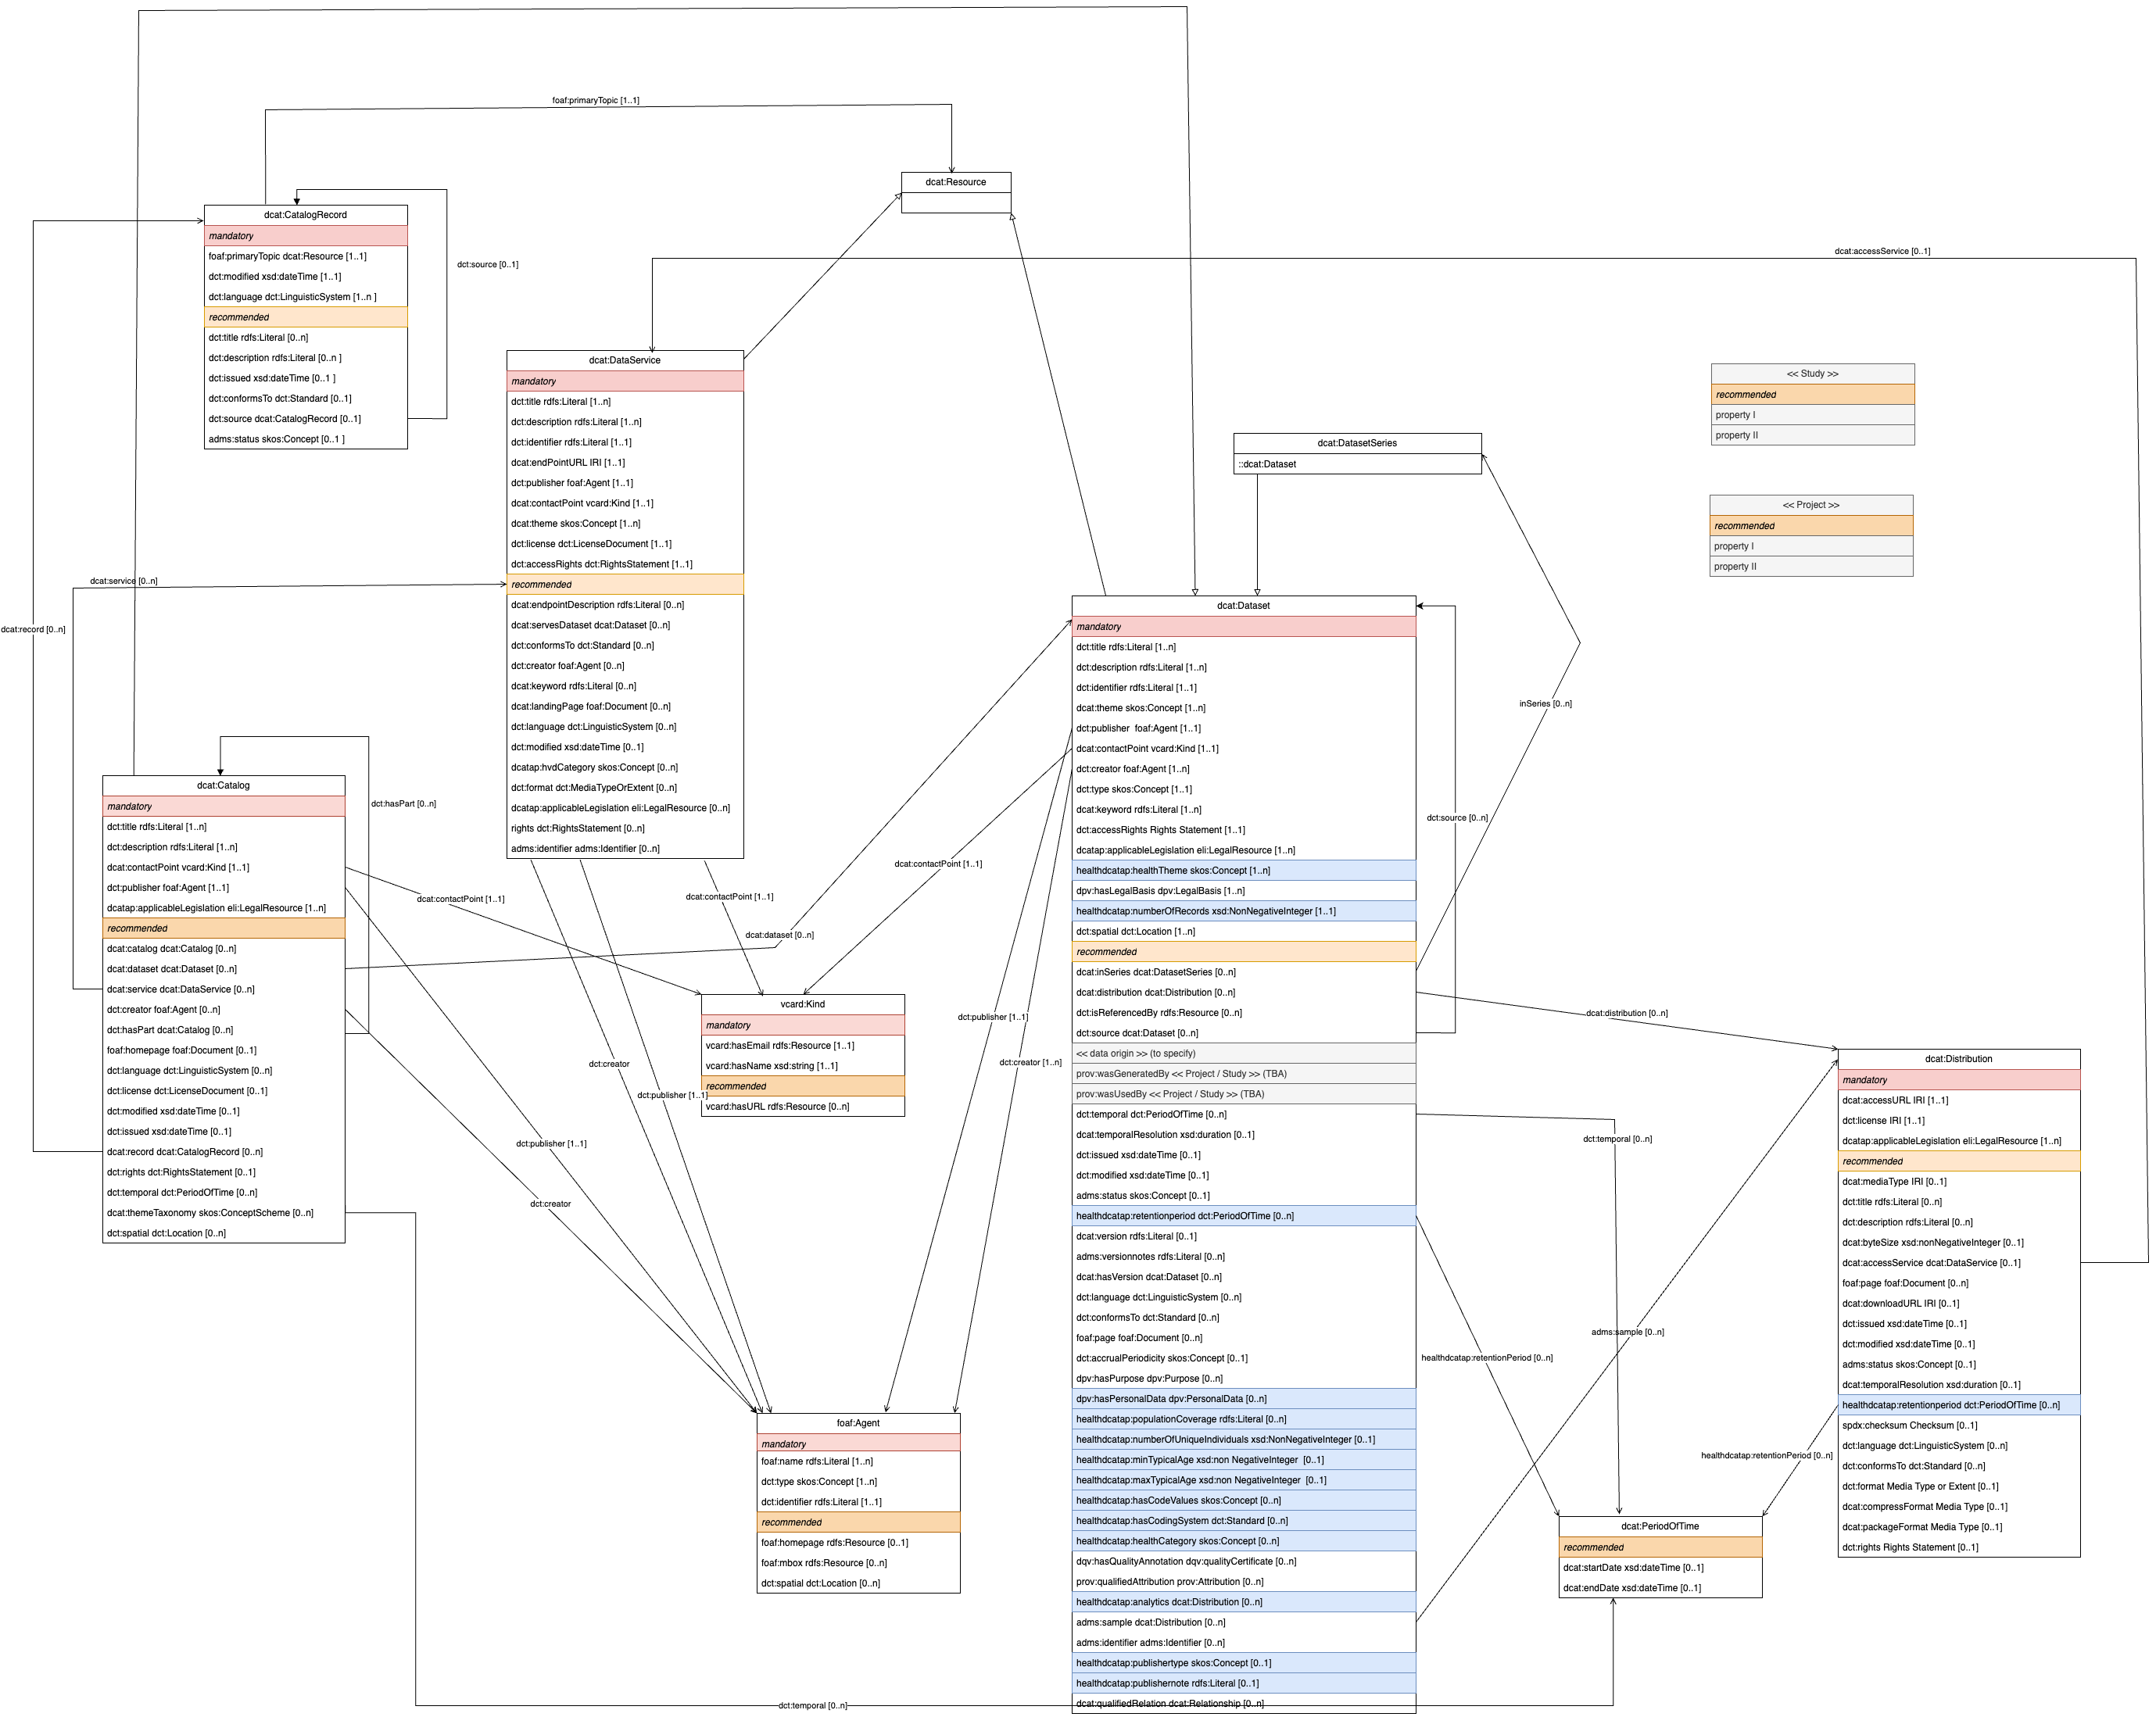 foaf:primaryTopic [1..1]
dcat:Resource
dcat:CatalogRecord
mandatory
foaf:primaryTopic dcat:Resource [1..1]
dct:modified xsd:dateTime [1..1]
dct:language dct:LinguisticSystem [1..n ]
recommended
dct:title rdfs:Literal [0..n]
dct:description rdfs:Literal [0..n ]
dct:issued xsd:dateTime [0..1 ]
dct:conformsTo dct:Standard [0..1]
dct:source dcat:CatalogRecord [0..1]
adms:status skos:Concept [0..1 ]
dct:source [0..1]
dcat:accessService [0..1]
dcat:DataService
mandatory
dct:title rdfs:Literal [1..n]
dct:description rdfs:Literal [1..n]
dct:identifier rdfs:Literal [1..1]
dcat:endPointURL IRI [1..1]
dct:publisher foaf:Agent [1..1]
dcat:contactPoint vcard:Kind [1..1]
dcat:theme skos:Concept [1..n]
dct:license dct:LicenseDocument [1..1]
dct:accessRights dct:RightsStatement [1..1]
recommended
dcat:endpointDescription rdfs:Literal [0..n]
dcat:servesDataset dcat:Dataset [0..n]
dct:conformsTo dct:Standard [0..n]
dct:creator foaf:Agent [0..n]
dcat:keyword rdfs:Literal [0..n]
dcat:landingPage foaf:Document [0..n]
dct:language dct:LinguisticSystem [0..n]
dct:modified xsd:dateTime [0..1]
dcatap:hvdCategory skos:Concept [0..n]
dct:format dct:MediaTypeOrExtent [0..n]
dcatap:applicableLegislation eli:LegalResource [0..n]
rights dct:RightsStatement [0..n]
adms:identifier adms:Identifier [0..n]
<< Study >>
recommended
property I
property II
<< Project >>
recommended
property I
property II
dcat:DatasetSeries
::dcat:Dataset
inSeries [0..n]
dcat:service [0..n]
dcat:record [0..n]
dct:hasPart [0..n]
dcat:Catalog
mandatory
dct:title rdfs:Literal [1..n]
dct:description rdfs:Literal [1..n]
dcat:contactPoint vcard:Kind [1..1]
dct:publisher foaf:Agent [1..1]
dcatap:applicableLegislation eli:LegalResource [1..n]
recommended
dcat:catalog dcat:Catalog [0..n]
dcat:dataset dcat:Dataset [0..n]
dcat:service dcat:DataService [0..n]
dct:creator foaf:Agent [0..n]
dct:hasPart dcat:Catalog [0..n]
foaf:homepage foaf:Document [0..1]
dct:language dct:LinguisticSystem [0..n]
dct:license dct:LicenseDocument [0..1]
dct:modified xsd:dateTime [0..1]
dct:issued xsd:dateTime [0..1]
dcat:record dcat:CatalogRecord [0..n]
dct:rights dct:RightsStatement [0..1]
dct:temporal dct:PeriodOfTime [0..n]
dcat:themeTaxonomy skos:ConceptScheme [0..n]
dct:spatial dct:Location [0..n]
dcat:contactPoint [1..1]
dcat:contactPoint [1..1]
dcat:contactPoint [1..1]
dcat:dataset [0..n]
vcard:Kind
mandatory
vcard:hasEmail rdfs:Resource [1..1]
vcard:hasName xsd:string [1..1]
recommended
vcard:hasURL rdfs:Resource [0..n]
dct:creator
dct:publisher [1..1]
dct:publisher [1..1]
dct:creator
dct:publisher [1..1]
dct:creator [1..n]
foaf:Agent
mandatory
foaf:name rdfs:Literal [1..n]
dct:type skos:Concept [1..n]
dct:identifier rdfs:Literal [1..1]
recommended
foaf:homepage rdfs:Resource [0..1]
foaf:mbox rdfs:Resource [0..n]
dct:spatial dct:Location [0..n]
dct:temporal [0..n]
dcat:Dataset
mandatory
dct:title rdfs:Literal [1..n]
dct:description rdfs:Literal [1..n]
dct:identifier rdfs:Literal [1..1]
dcat:theme skos:Concept [1..n]
dct:publisher  foaf:Agent [1..1]
dcat:contactPoint vcard:Kind [1..1]
dct:creator foaf:Agent [1..n]
dct:type skos:Concept [1..1]
dcat:keyword rdfs:Literal [1..n]
dct:accessRights Rights Statement [1..1]
dcatap:applicableLegislation eli:LegalResource [1..n]
healthdcatap:healthTheme skos:Concept [1..n]
dpv:hasLegalBasis dpv:LegalBasis [1..n]
healthdcatap:numberOfRecords xsd:NonNegativeInteger [1..1]
dct:spatial dct:Location [1..n]
recommended
dcat:inSeries dcat:DatasetSeries [0..n]
dcat:distribution dcat:Distribution [0..n]
dct:isReferencedBy rdfs:Resource [0..n]
dct:source dcat:Dataset [0..n]
<< data origin >> (to specify)
prov:wasGeneratedBy << Project / Study >> (TBA)
prov:wasUsedBy << Project / Study >> (TBA)
dct:temporal dct:PeriodOfTime [0..n]
dcat:temporalResolution xsd:duration [0..1]
dct:issued xsd:dateTime [0..1]
dct:modified xsd:dateTime [0..1]
adms:status skos:Concept [0..1]
healthdcatap:retentionperiod dct:PeriodOfTime [0..n]
dcat:version rdfs:Literal [0..1]
adms:versionnotes rdfs:Literal [0..n]
dcat:hasVersion dcat:Dataset [0..n]
dct:language dct:LinguisticSystem [0..n]
dct:conformsTo dct:Standard [0..n]
foaf:page foaf:Document [0..n]
dct:accrualPeriodicity skos:Concept [0..1]
dpv:hasPurpose dpv:Purpose [0..n]
dpv:hasPersonalData dpv:PersonalData [0..n]
healthdcatap:populationCoverage rdfs:Literal [0..n]
healthdcatap:numberOfUniqueIndividuals xsd:NonNegativeInteger [0..1]
healthdcatap:minTypicalAge xsd:non NegativeInteger  [0..1]
healthdcatap:maxTypicalAge xsd:non NegativeInteger  [0..1]
healthdcatap:hasCodeValues skos:Concept [0..n]
healthdcatap:hasCodingSystem dct:Standard [0..n]
healthdcatap:healthCategory skos:Concept [0..n]
dqv:hasQualityAnnotation dqv:qualityCertificate [0..n]
prov:qualifiedAttribution prov:Attribution [0..n]
healthdcatap:analytics dcat:Distribution [0..n]
adms:sample dcat:Distribution [0..n]
adms:identifier adms:Identifier [0..n]
healthdcatap:publishertype skos:Concept [0..1]
healthdcatap:publishernote rdfs:Literal [0..1]
dcat:qualifiedRelation dcat:Relationship [0..n]
dct:source [0..n]
dcat:distribution [0..n]
dct:temporal [0..n]
adms:sample [0..n]
healthdcatap:retentionPeriod [0..n]
healthdcatap:retentionPeriod [0..n]
dcat:PeriodOfTime
recommended
dcat:startDate xsd:dateTime [0..1]
dcat:endDate xsd:dateTime [0..1]
dcat:Distribution
mandatory
dcat:accessURL IRI [1..1]
dct:license IRI [1..1]
dcatap:applicableLegislation eli:LegalResource [1..n]
recommended
dcat:mediaType IRI [0..1]
dct:title rdfs:Literal [0..n]
dct:description rdfs:Literal [0..n]
dcat:byteSize xsd:nonNegativeInteger [0..1]
dcat:accessService dcat:DataService [0..1]
foaf:page foaf:Document [0..n]
dcat:downloadURL IRI [0..1]
dct:issued xsd:dateTime [0..1]
dct:modified xsd:dateTime [0..1]
adms:status skos:Concept [0..1]
dcat:temporalResolution xsd:duration [0..1]
healthdcatap:retentionperiod dct:PeriodOfTime [0..n]
spdx:checksum Checksum [0..1]
dct:language dct:LinguisticSystem [0..n]
dct:conformsTo dct:Standard [0..n]
dct:format Media Type or Extent [0..1]
dcat:compressFormat Media Type [0..1]
dcat:packageFormat Media Type [0..1]
dct:rights Rights Statement [0..1]